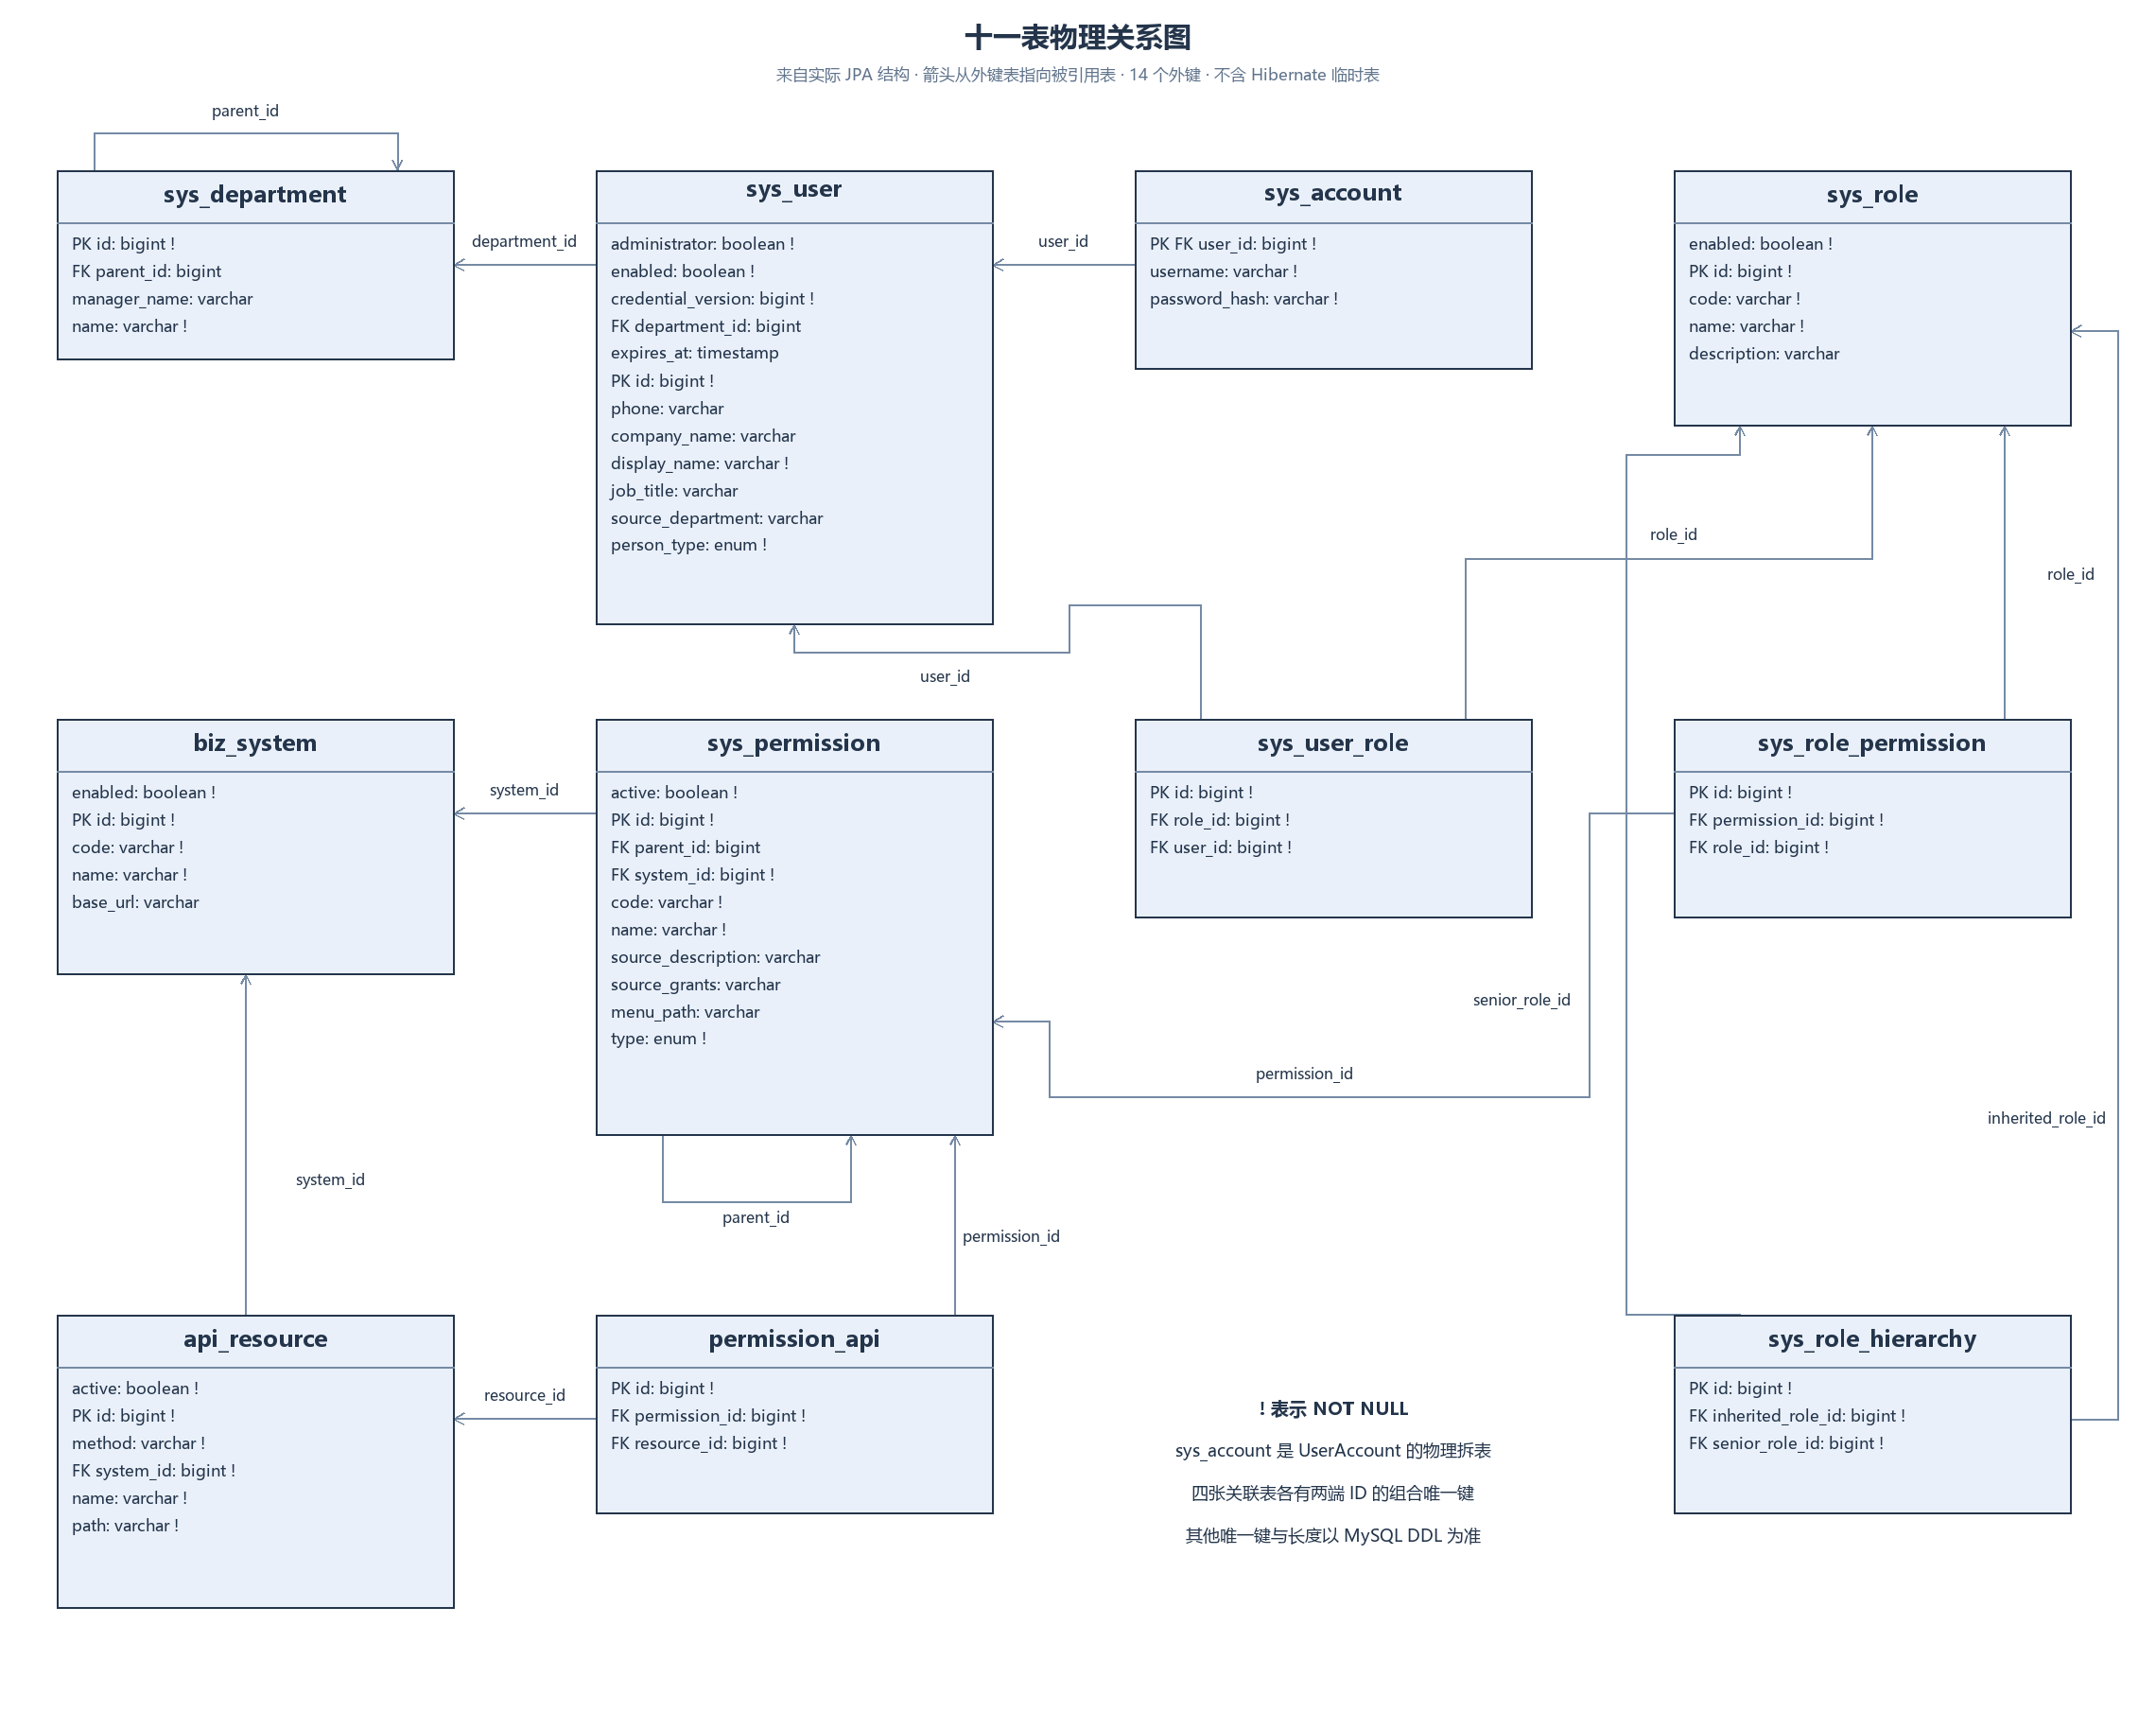 十一表物理关系图
来自实际 JPA 结构 · 箭头从外键表指向被引用表 · 14 个外键 · 不含 Hibernate 临时表
parent_id
sys_department
PK id: bigint !
FK parent_id: bigint
manager_name: varchar
name: varchar !
department_id
sys_user
administrator: boolean !
enabled: boolean !
credential_version: bigint !
FK department_id: bigint
expires_at: timestamp
PK id: bigint !
phone: varchar
company_name: varchar
display_name: varchar !
job_title: varchar
source_department: varchar
person_type: enum !
user_id
sys_account
PK FK user_id: bigint !
username: varchar !
password_hash: varchar !
sys_role
enabled: boolean !
PK id: bigint !
code: varchar !
name: varchar !
description: varchar
role_id
role_id
user_id
biz_system
enabled: boolean !
PK id: bigint !
code: varchar !
name: varchar !
base_url: varchar
system_id
sys_permission
active: boolean !
PK id: bigint !
FK parent_id: bigint
FK system_id: bigint !
code: varchar !
name: varchar !
source_description: varchar
source_grants: varchar
menu_path: varchar
type: enum !
sys_user_role
PK id: bigint !
FK role_id: bigint !
FK user_id: bigint !
sys_role_permission
PK id: bigint !
FK permission_id: bigint !
FK role_id: bigint !
senior_role_id
permission_id
inherited_role_id
system_id
parent_id
permission_id
api_resource
active: boolean !
PK id: bigint !
method: varchar !
FK system_id: bigint !
name: varchar !
path: varchar !
resource_id
permission_api
PK id: bigint !
FK permission_id: bigint !
FK resource_id: bigint !
! 表示 NOT NULL
sys_account 是 UserAccount 的物理拆表
四张关联表各有两端 ID 的组合唯一键
其他唯一键与长度以 MySQL DDL 为准
sys_role_hierarchy
PK id: bigint !
FK inherited_role_id: bigint !
FK senior_role_id: bigint !